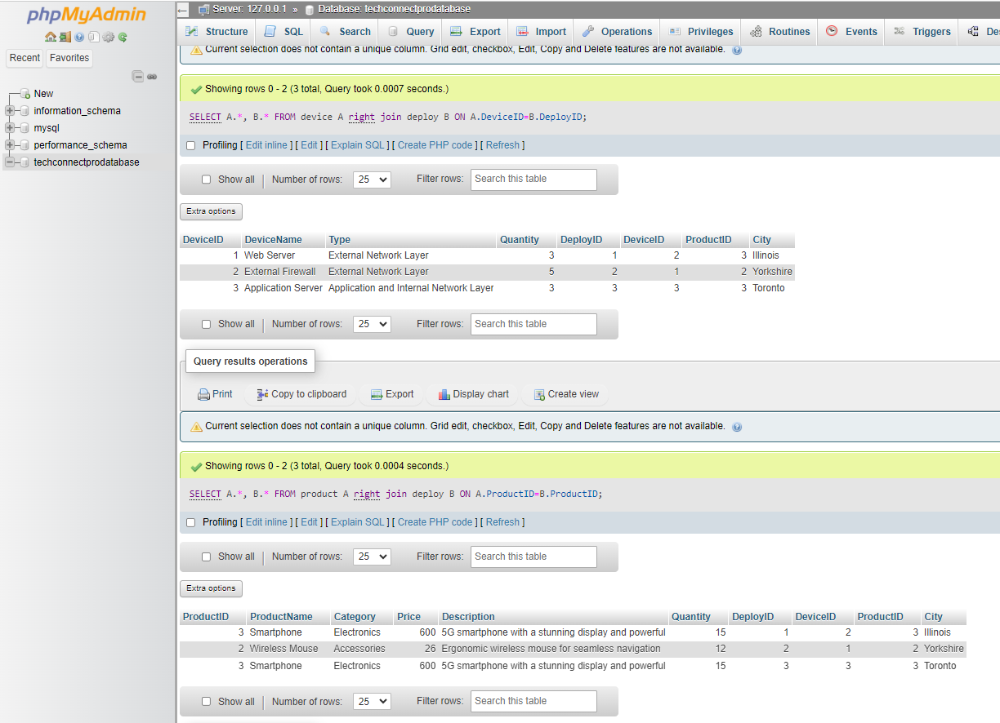 phpMyAdmin
Recent Favorites
New
information_schema
mysql
performance_schema
techconnectprodatabase
Server: 127.0.0.1 » Database: techconnectprodatabase
Structure SQL Search Query Export Import Operations Privileges Routines Events Triggers De
Current selection does not contain a unique column. Grid edit, checkbox, Edit, Copy and Delete features are not available.
Showing rows 0 - 2 (3 total, Query took 0.0007 seconds.)
SELECT A.*, B.* FROM device A right join deploy B ON A.DeviceID=B.DeployID;
Profiling [ Edit inline ] [ Edit ] [ Explain SQL ] [ Create PHP code ] [ Refresh ]
Show all Number of rows: 25 Filter rows: Search this table
Extra options
DeviceID DeviceName Type Quantity DeployID DeviceID ProductID City
1 Web Server External Network Layer 3 1 2 3 Illinois
2 External Firewall External Network Layer 5 2 1 2 Yorkshire
3 Application Server Application and Internal Network Layer 3 3 3 3 Toronto
Show all Number of rows: 25 Filter rows: Search this table
Query results operations
Print Copy to clipboard Export Display chart Create view
Current selection does not contain a unique column. Grid edit, checkbox, Edit, Copy and Delete features are not available.
Showing rows 0 - 2 (3 total, Query took 0.0004 seconds.)
SELECT A.*, B.* FROM product A right join deploy B ON A.ProductID=B.ProductID;
Profiling [ Edit inline ] [ Edit ] [ Explain SQL ] [ Create PHP code ] [ Refresh ]
Show all Number of rows: 25 Filter rows: Search this table
Extra options
ProductID ProductName Category Price Description Quantity DeployID DeviceID ProductID City
3 Smartphone Electronics 600 5G smartphone with a stunning display and powerful 15 1 2 3 Illinois
2 Wireless Mouse Accessories 26 Ergonomic wireless mouse for seamless navigation 12 2 1 2 Yorkshire
3 Smartphone Electronics 600 5G smartphone with a stunning display and powerful 15 3 3 3 Toronto
Show all Number of rows: 25 Filter rows: Search this table